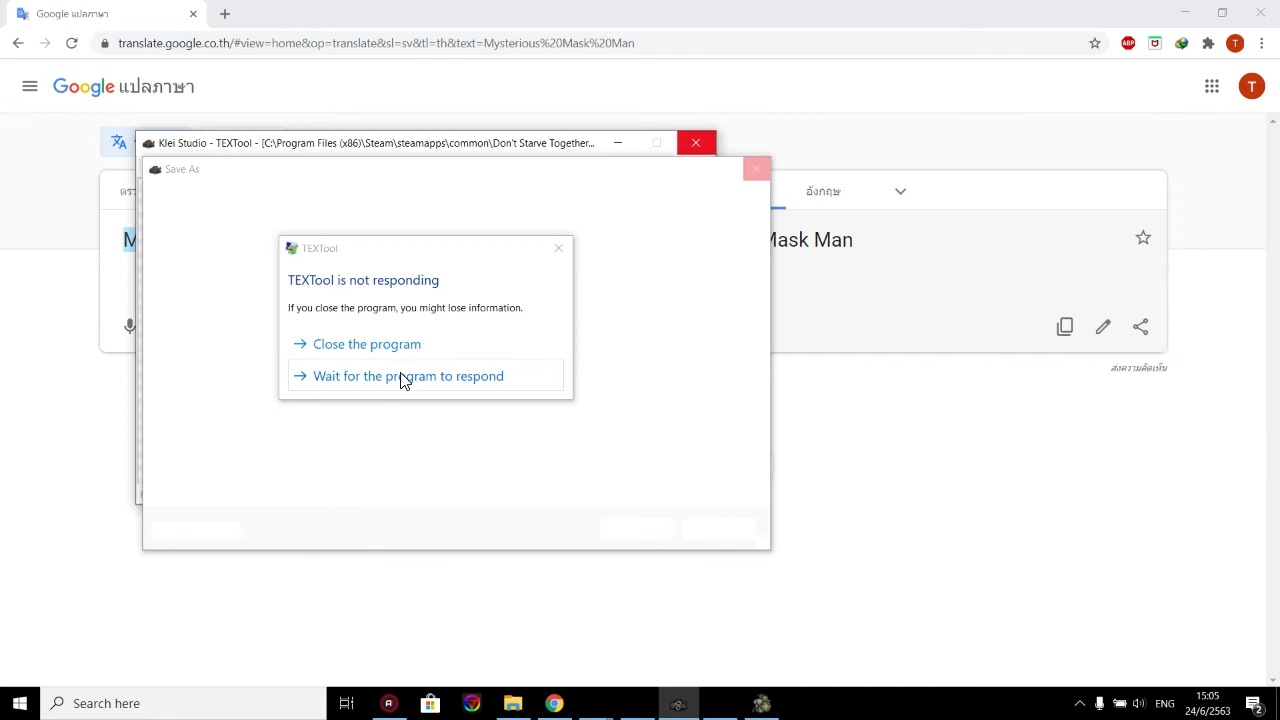 Google แปลภาษา
translate.google.co.th/#view=home&op=translate&sl=sv&tl=th&text=Mysterious%20Mask%20Man
ABP
T
Google แปลภาษา
T
Klei Studio - TEXTool - [C:\Program Files (x86)\Steam\steamapps\common\Don't Starve Together...
Save As
ตรว
อังกฤษ
M
Mask Man
TEXTool
TEXTool is not responding
If you close the program, you might lose information.
Close the program
Wait for the program to respond
ส่งความคิดเห็น
Search here
ENG
15:05
24/6/2563
2